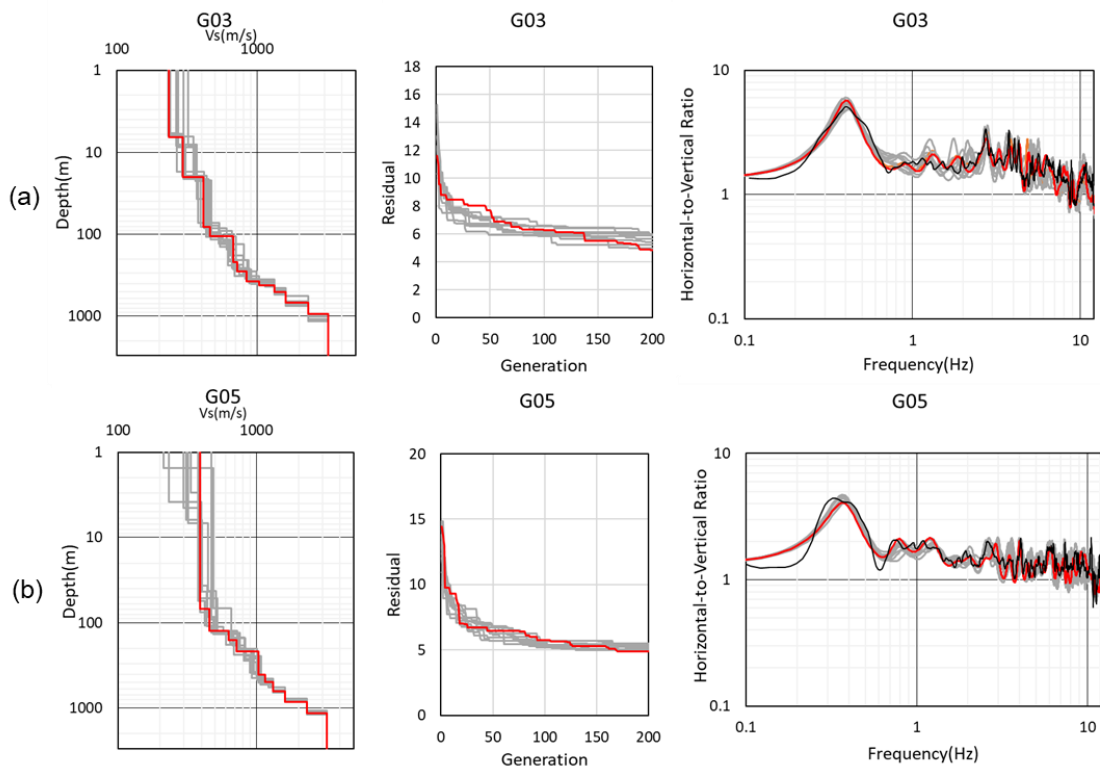 G03
G03
G03
Vs(m/s)
100 1000
1
10
100
1000
Depth(m)
18
16
14
12
10
8
6
4
2
0
Residual
0 50 100 150 200
Generation
10
1
0.1
Horizontal-to-Vertical Ratio
0.1 1 10
Frequency(Hz)
(a)
G05
G05
G05
Vs(m/s)
100 1000
1
10
100
1000
Depth(m)
20
15
10
5
0
Residual
0 50 100 150 200
Generation
10
1
0.1
Horizontal-to-Vertical Ratio
0.1 1 10
Frequency(Hz)
(b)